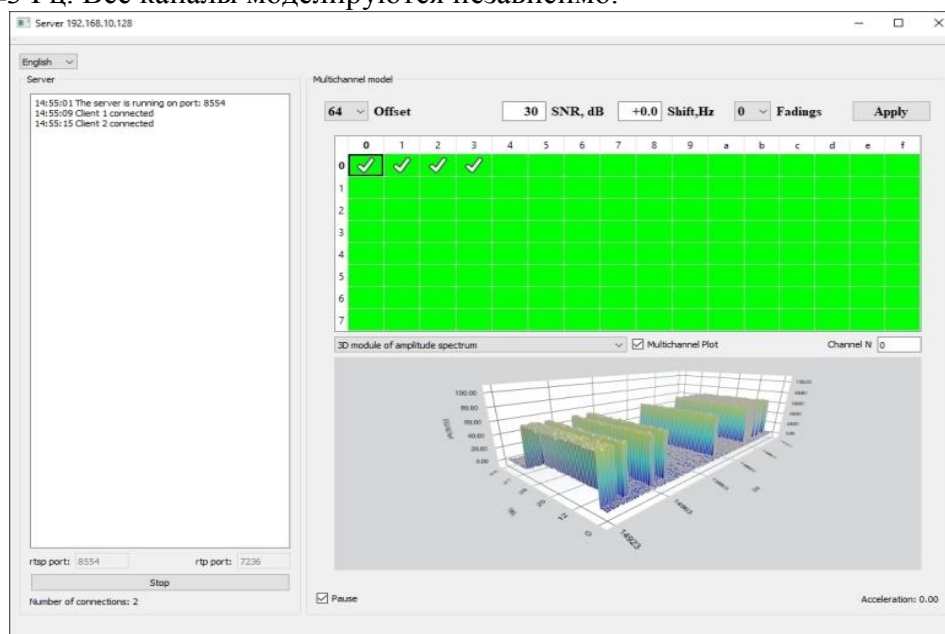 3 Гц. Все каналы моделируются независимо.
Server 192.168.10.128
English
Server
14:55:01 The server is running on port: 8554
14:55:09 Client 1 connected
14:55:15 Client 2 connected
rtsp port: 8554 rtp port: 7236
Stop
Number of connections: 2
Multichannel model
64 Offset 30 SNR, dB +0.0 Shift,Hz 0 Fadings Apply
0 1 2 3 4 5 6 7 8 9 a b c d e f
0
1
2
3
4
5
6
7
3D module of amplitude spectrum Multichannel Plot Channel N 0
100.00
80.00
60.00
40.00
20.00
0.00
0
14923
Pause Acceleration: 0.00